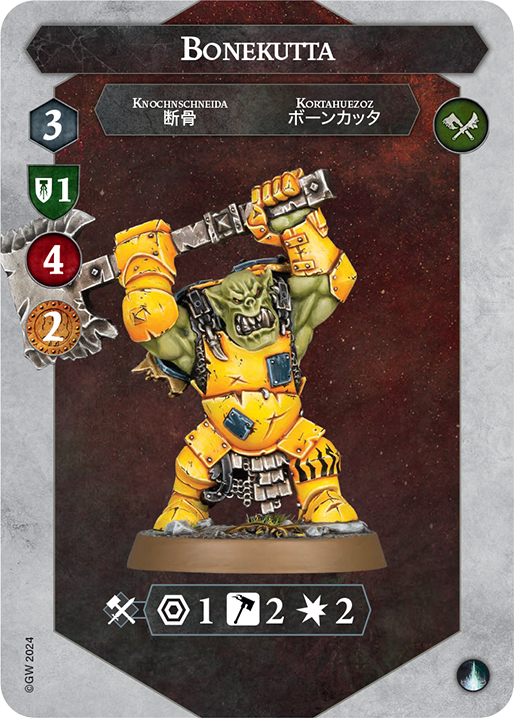 Bonekutta
Knochnschneida
断骨
Kortahuezoz
ボーンカッタ
3
1
4
2
1 2 2
©GW 2024